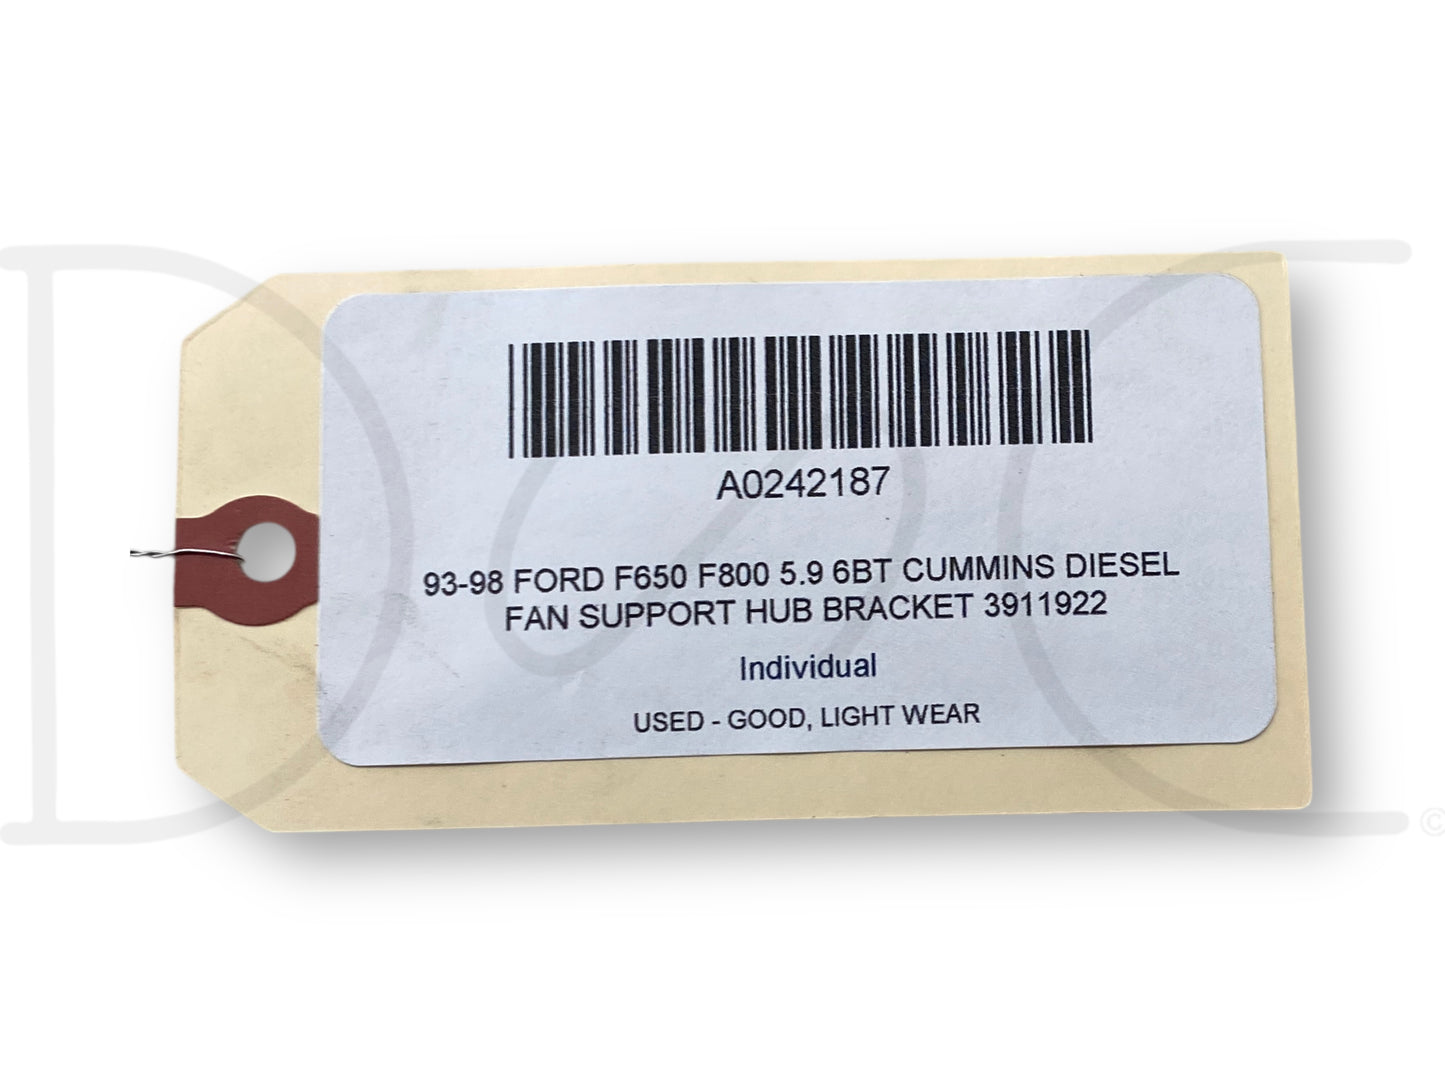 A0242187
93-98 FORD F650 F800 5.9 6BT CUMMINS DIESEL
FAN SUPPORT HUB BRACKET 3911922
Individual
USED - GOOD, LIGHT WEAR
©